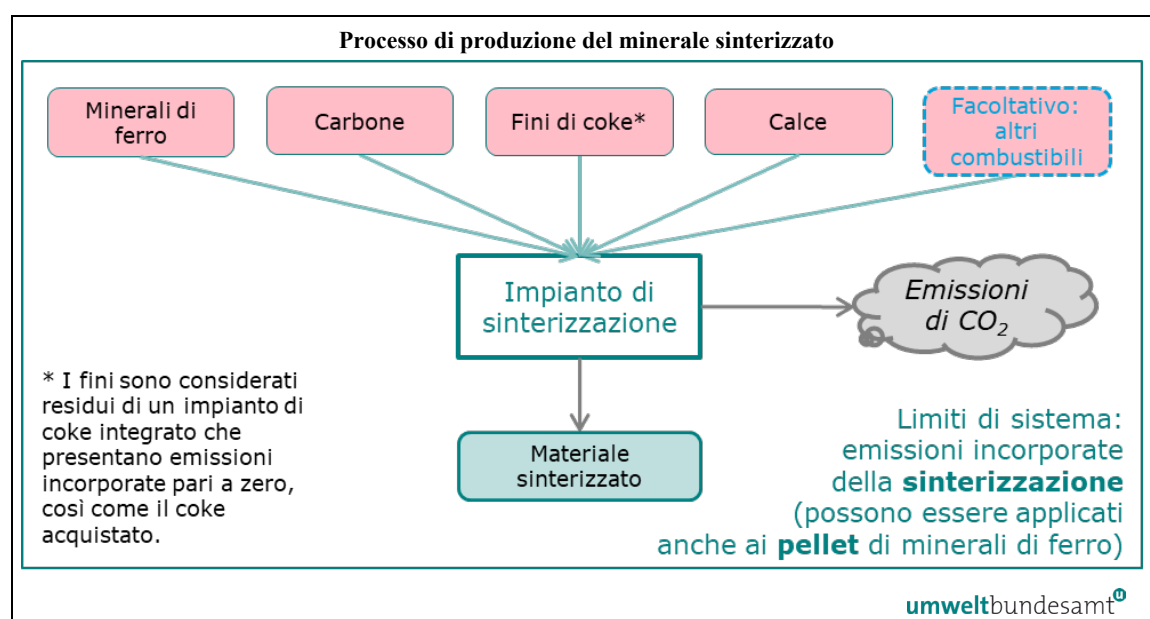 Processo di produzione del minerale sinterizzato
Minerali di
ferro
Carbone
Fini di coke*
Calce
Facoltativo:
altri
combustibili
Impianto di
sinterizzazione
Emissioni
di CO₂
Materiale
sinterizzato
* I fini sono considerati
residui di un impianto di
coke integrato che
presentano emissioni
incorporate pari a zero,
così come il coke
acquistato.
Limiti di sistema:
emissioni incorporate
della sinterizzazione
(possono essere applicati
anche ai pellet di minerali di ferro)
umweltbundesamt